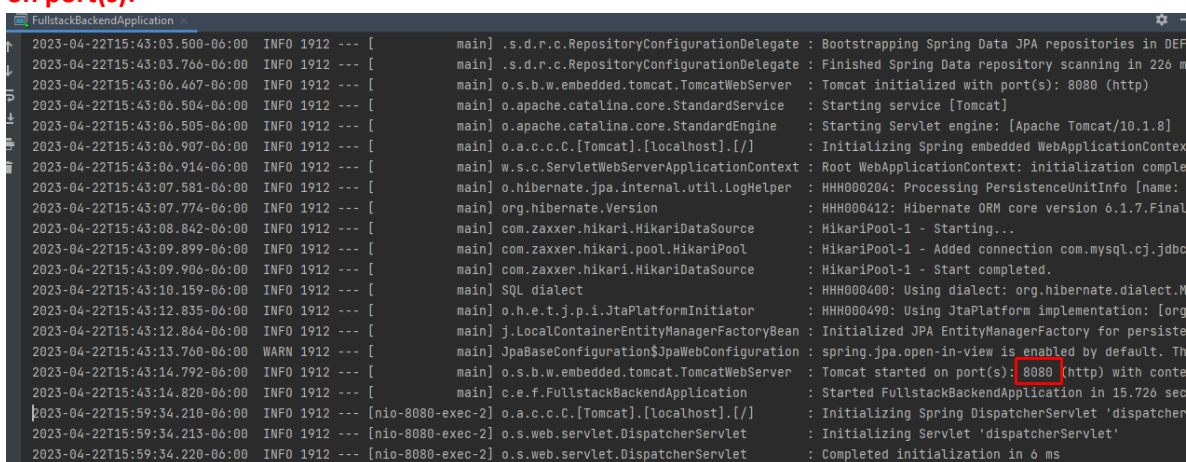 on port(s):
FullstackBackendApplication ×
2023-04-22T15:43:03.500-06:00 INFO 1912 --- [ main] .s.d.r.c.RepositoryConfigurationDelegate : Bootstrapping Spring Data JPA repositories in DEF
2023-04-22T15:43:03.766-06:00 INFO 1912 --- [ main] .s.d.r.c.RepositoryConfigurationDelegate : Finished Spring Data repository scanning in 226 m
2023-04-22T15:43:06.467-06:00 INFO 1912 --- [ main] o.s.b.w.embedded.tomcat.TomcatWebServer : Tomcat initialized with port(s): 8080 (http)
2023-04-22T15:43:06.504-06:00 INFO 1912 --- [ main] o.apache.catalina.core.StandardService : Starting service [Tomcat]
2023-04-22T15:43:06.505-06:00 INFO 1912 --- [ main] o.apache.catalina.core.StandardEngine : Starting Servlet engine: [Apache Tomcat/10.1.8]
2023-04-22T15:43:06.907-06:00 INFO 1912 --- [ main] o.a.c.c.C.[Tomcat].[localhost].[/] : Initializing Spring embedded WebApplicationContex
2023-04-22T15:43:06.914-06:00 INFO 1912 --- [ main] w.s.c.ServletWebServerApplicationContext : Root WebApplicationContext: initialization comple
2023-04-22T15:43:07.581-06:00 INFO 1912 --- [ main] o.hibernate.jpa.internal.util.LogHelper : HHH000204: Processing PersistenceUnitInfo [name:
2023-04-22T15:43:07.774-06:00 INFO 1912 --- [ main] org.hibernate.Version : HHH000412: Hibernate ORM core version 6.1.7.Final
2023-04-22T15:43:08.842-06:00 INFO 1912 --- [ main] com.zaxxer.hikari.HikariDataSource : HikariPool-1 - Starting...
2023-04-22T15:43:09.899-06:00 INFO 1912 --- [ main] com.zaxxer.hikari.pool.HikariPool : HikariPool-1 - Added connection com.mysql.cj.jdbc
2023-04-22T15:43:09.906-06:00 INFO 1912 --- [ main] com.zaxxer.hikari.HikariDataSource : HikariPool-1 - Start completed.
2023-04-22T15:43:10.159-06:00 INFO 1912 --- [ main] SQL dialect : HHH000400: Using dialect: org.hibernate.dialect.M
2023-04-22T15:43:12.835-06:00 INFO 1912 --- [ main] o.h.e.t.j.p.i.JtaPlatformInitiator : HHH000490: Using JtaPlatform implementation: [org
2023-04-22T15:43:12.864-06:00 INFO 1912 --- [ main] j.LocalContainerEntityManagerFactoryBean : Initialized JPA EntityManagerFactory for persiste
2023-04-22T15:43:13.760-06:00 WARN 1912 --- [ main] JpaBaseConfiguration$JpaWebConfiguration : spring.jpa.open-in-view is enabled by default. Th
2023-04-22T15:43:14.792-06:00 INFO 1912 --- [ main] o.s.b.w.embedded.tomcat.TomcatWebServer : Tomcat started on port(s): 8080 (http) with conte
2023-04-22T15:43:14.820-06:00 INFO 1912 --- [ main] c.e.f.FullstackBackendApplication : Started FullstackBackendApplication in 15.726 sec
2023-04-22T15:59:34.210-06:00 INFO 1912 --- [nio-8080-exec-2] o.a.c.c.C.[Tomcat].[localhost].[/] : Initializing Spring DispatcherServlet 'dispatcher
2023-04-22T15:59:34.213-06:00 INFO 1912 --- [nio-8080-exec-2] o.s.web.servlet.DispatcherServlet : Initializing Servlet 'dispatcherServlet'
2023-04-22T15:59:34.220-06:00 INFO 1912 --- [nio-8080-exec-2] o.s.web.servlet.DispatcherServlet : Completed initialization in 6 ms